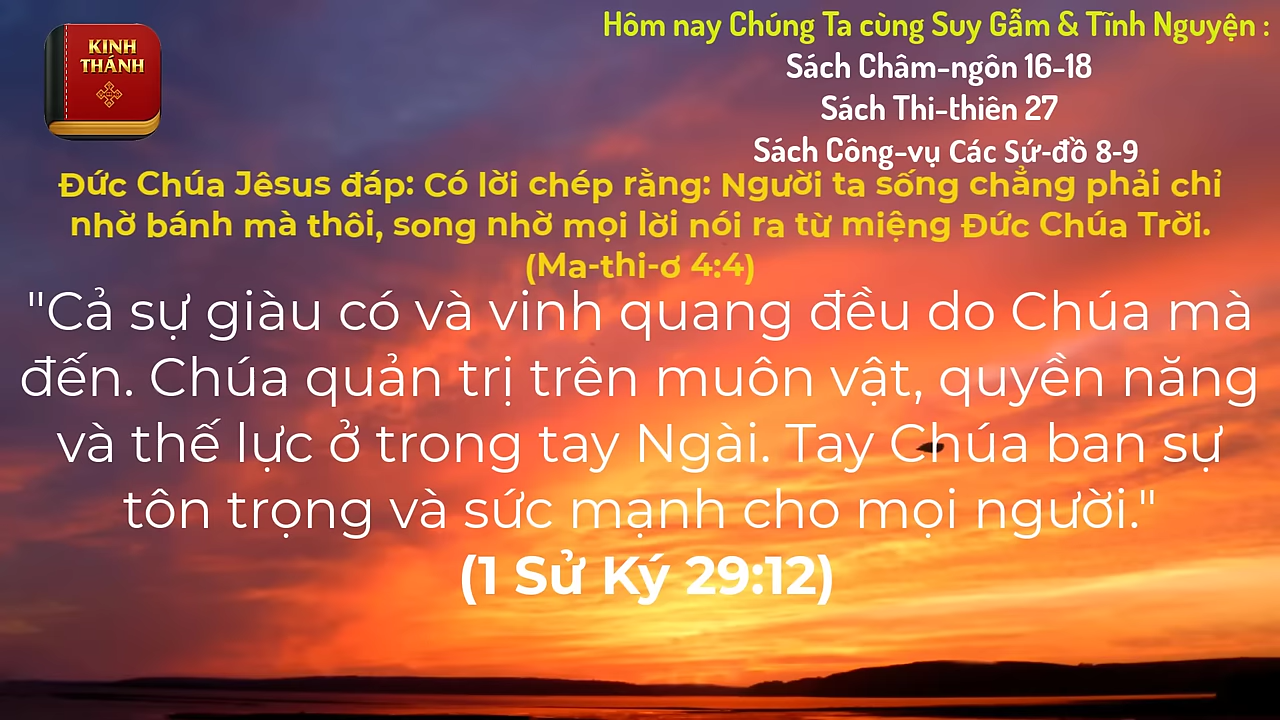 KINH
THÁNH
Hôm nay Chúng Ta cùng Suy Gẫm & Tĩnh Nguyện :
Sách Châm-ngôn 16-18
Sách Thi-thiên 27
Sách Công-vụ Các Sứ-đồ 8-9
Đức Chúa Jêsus đáp: Có lời chép rằng: Người ta sống chẳng phải chỉ
nhờ bánh mà thôi, song nhờ mọi lời nói ra từ miệng Đức Chúa Trời.
(Ma-thi-ơ 4:4)
"Cả sự giàu có và vinh quang đều do Chúa mà
đến. Chúa quản trị trên muôn vật, quyền năng
và thế lực ở trong tay Ngài. Tay Chúa ban sự
tôn trọng và sức mạnh cho mọi người."
(1 Sử Ký 29:12)